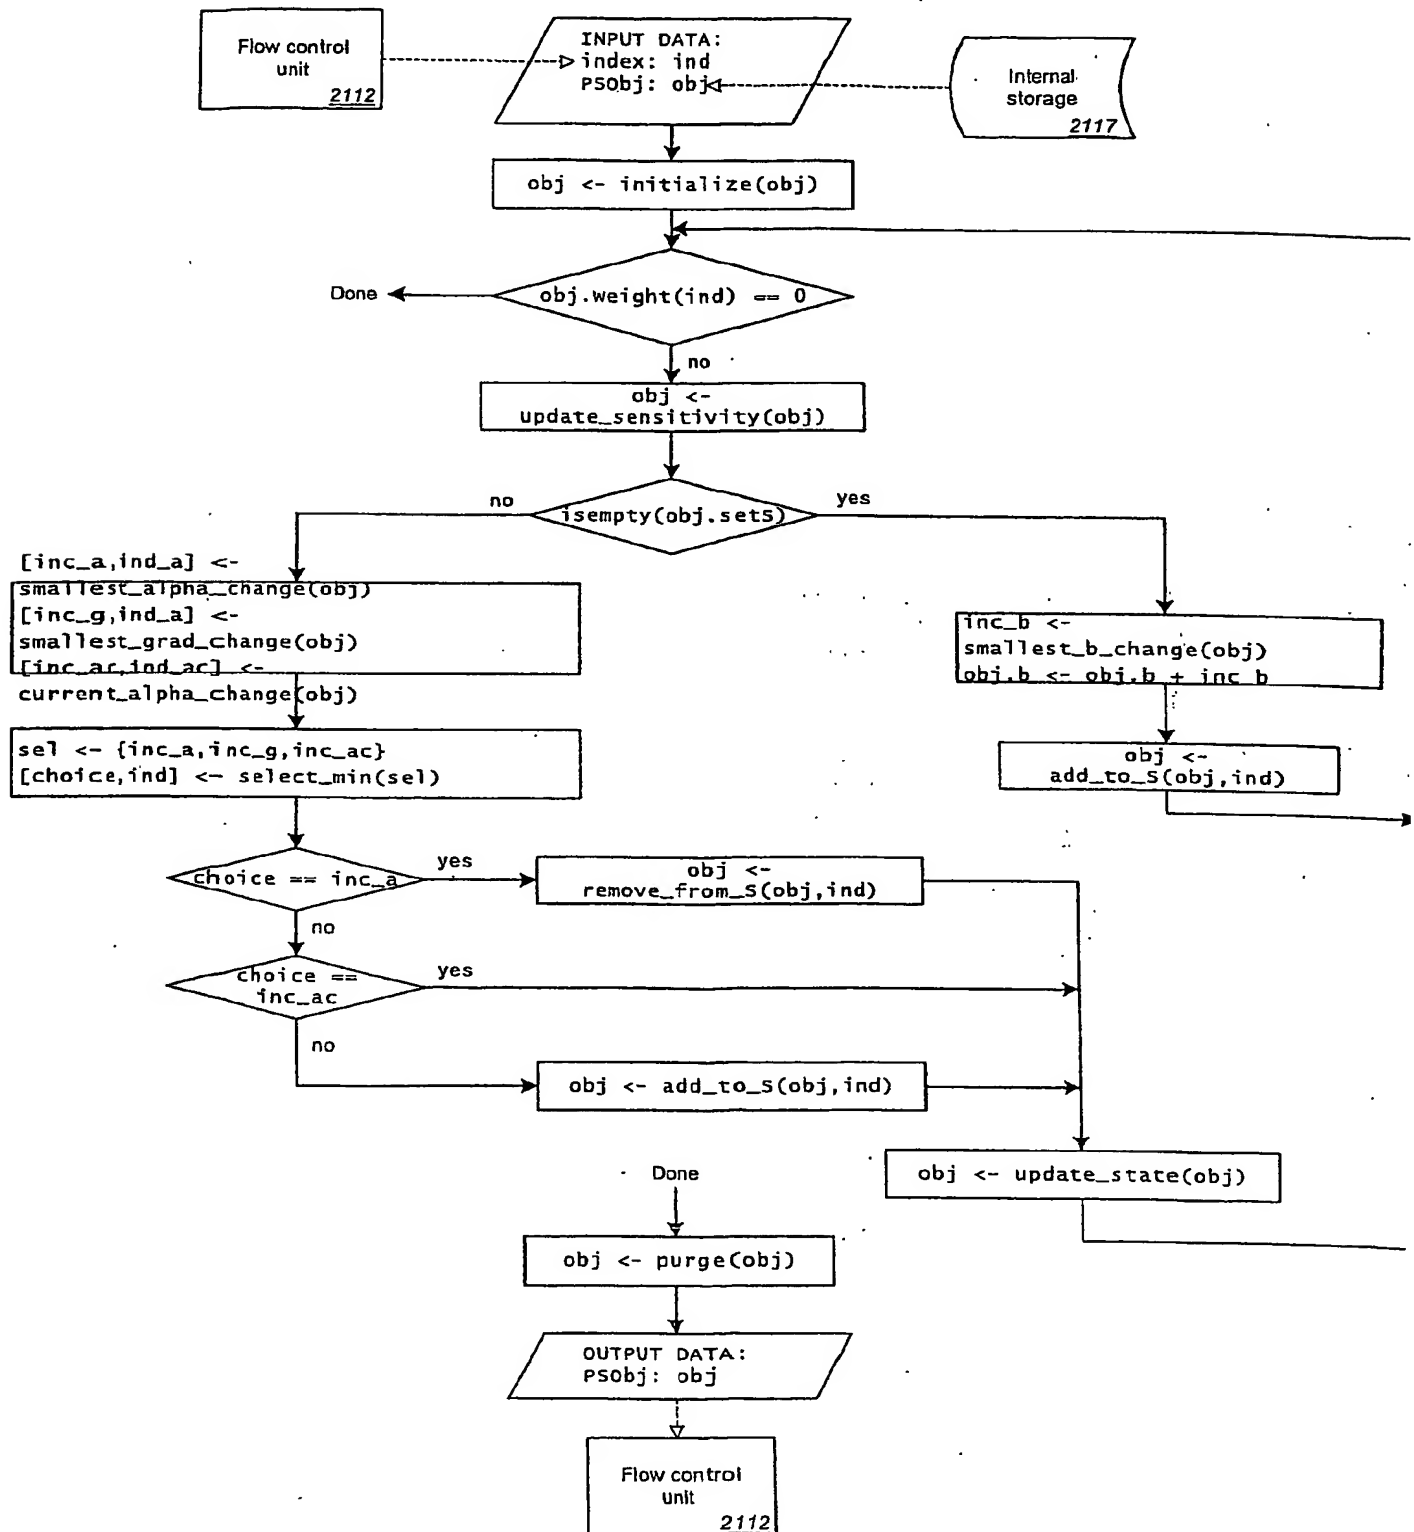 Flow control
unit
2112
INPUT DATA:
index: ind
PSObj: obj
Internal
storage
2117
obj <- initialize(obj)
Done
obj.weight(ind) == 0
no
obj <-
update_sensitivity(obj)
no
isempty(obj.setS)
yes
[inc_a,ind_a] <-
smallest_alpha_change(obj)
[inc_g,ind_a] <-
smallest_grad_change(obj)
[inc_ac,ind_ac] <-
current_alpha_change(obj)
inc_b <-
smallest_b_change(obj)
obj.b <- obj.b + inc_b
sel <- {inc_a,inc_g,inc_ac}
[choice,ind] <- select_min(sel)
obj <-
add_to_S(obj,ind)
choice == inc_a
yes
obj <-
remove_from_S(obj,ind)
no
choice ==
inc_ac
yes
no
obj <- add_to_S(obj,ind)
obj <- update_state(obj)
Done
obj <- purge(obj)
OUTPUT DATA:
PSObj: obj
Flow control
unit
2112